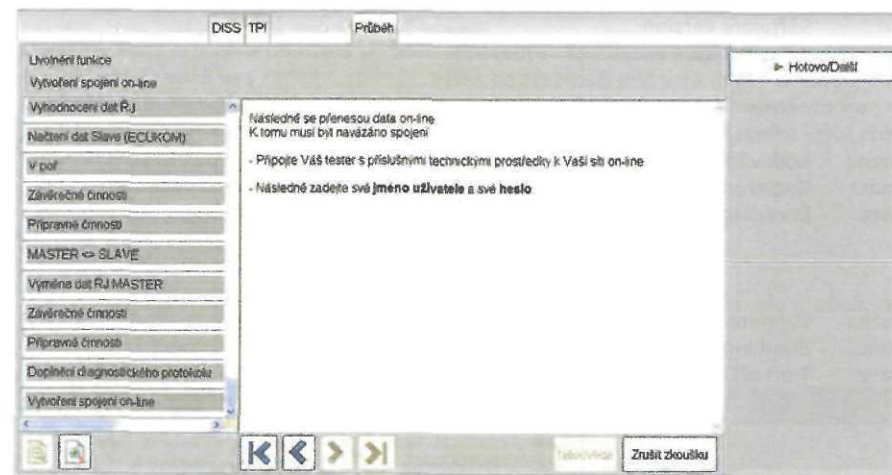 DISS TPI Průběh
Uvolnění funkce
Vytvoření spojení on-line
Hotovo/Další
Vyhodnocení dat ŘJ
Načtení dat Slave (ECUKOM)
V poř
Závěrečné činnosti
Přípravné činnosti
MASTER <> SLAVE
Výměna dat ŘJ MASTER
Závěrečné činnosti
Přípravné činnosti
Doplnění diagnostického protokolu
Vytvoření spojení on-line
Následně se přenesou data on-line
K tomu musí být navázáno spojení
- Připojte Váš tester s příslušnými technickými prostředky k Vaší síti on-line
- Následně zadejte své jméno uživatele a své heslo
Zrušit zkoušku